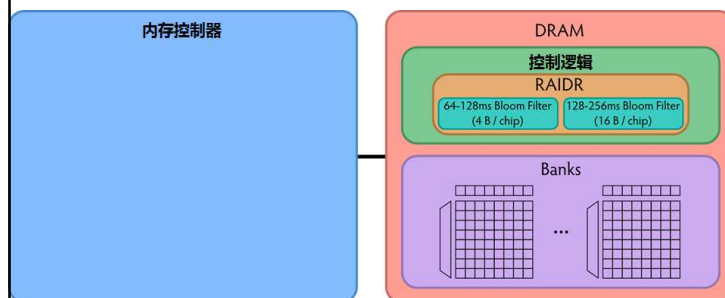 内存控制器
DRAM
控制逻辑
RAIDR
64-128ms Bloom Filter
(4 B / chip)
128-256ms Bloom Filter
(16 B / chip)
Banks
...